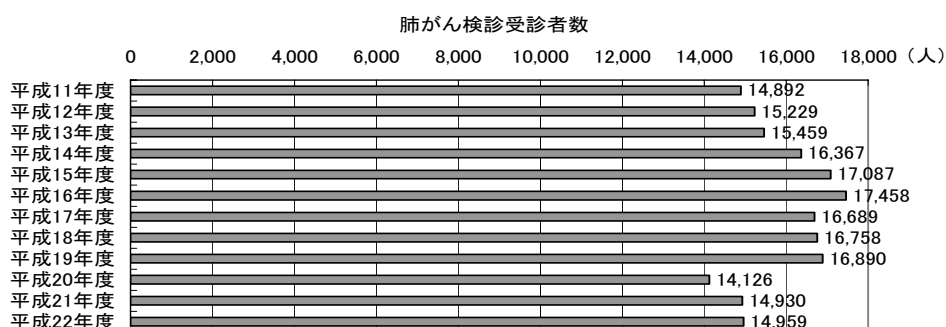 肺がん検診受診者数
0 2,000 4,000 6,000 8,000 10,000 12,000 14,000 16,000 18,000 (人)
平成11年度 14,892
平成12年度 15,229
平成13年度 15,459
平成14年度 16,367
平成15年度 17,087
平成16年度 17,458
平成17年度 16,689
平成18年度 16,758
平成19年度 16,890
平成20年度 14,126
平成21年度 14,930
平成22年度 14,959